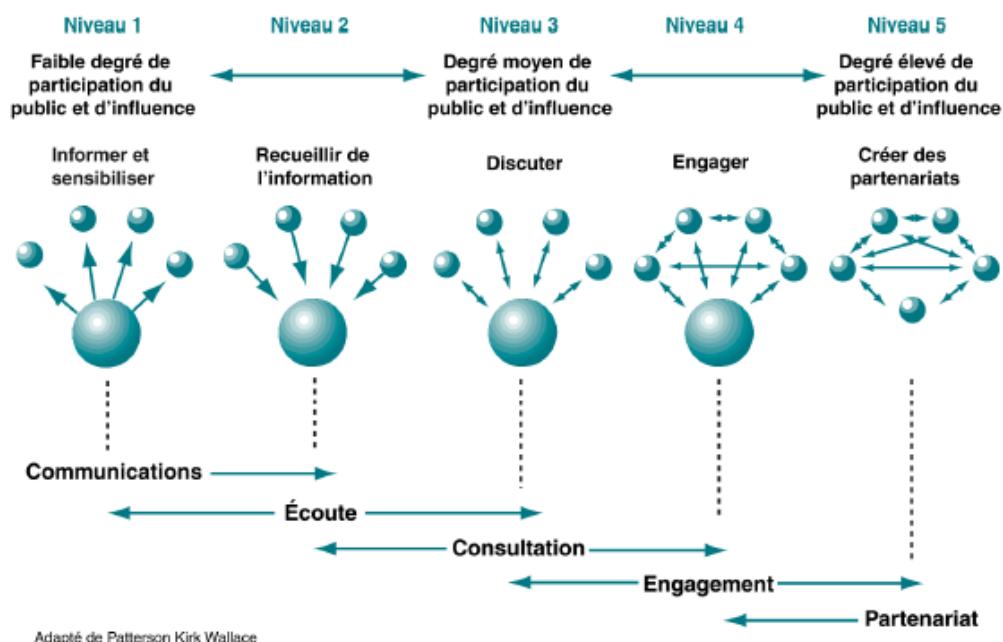 Niveau 1
Niveau 2
Niveau 3
Niveau 4
Niveau 5
Faible degré de
participation du
public et d'influence
Degré moyen de
participation du
public et d'influence
Degré élevé de
participation du
public et d'influence
Informer et
sensibiliser
Recueillir de
l'information
Discuter
Engager
Créer des
partenariats
Communications
Écoute
Consultation
Engagement
Partenariat
Adapté de Patterson Kirk Wallace